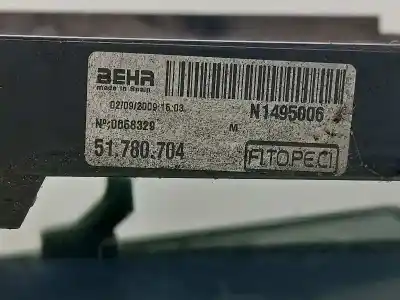 BEHR
made in Spain
02/09/2009 16:03
N1495006
Nº:0868329 M
51.780.704
FITOPECI